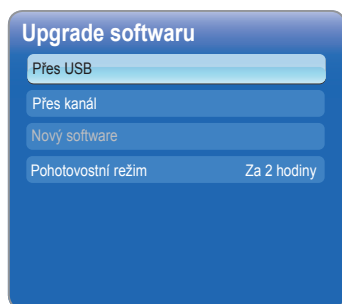 Upgrade softwaru
Přes USB
Přes kanál
Nový software
Pohotovostní režim Za 2 hodiny